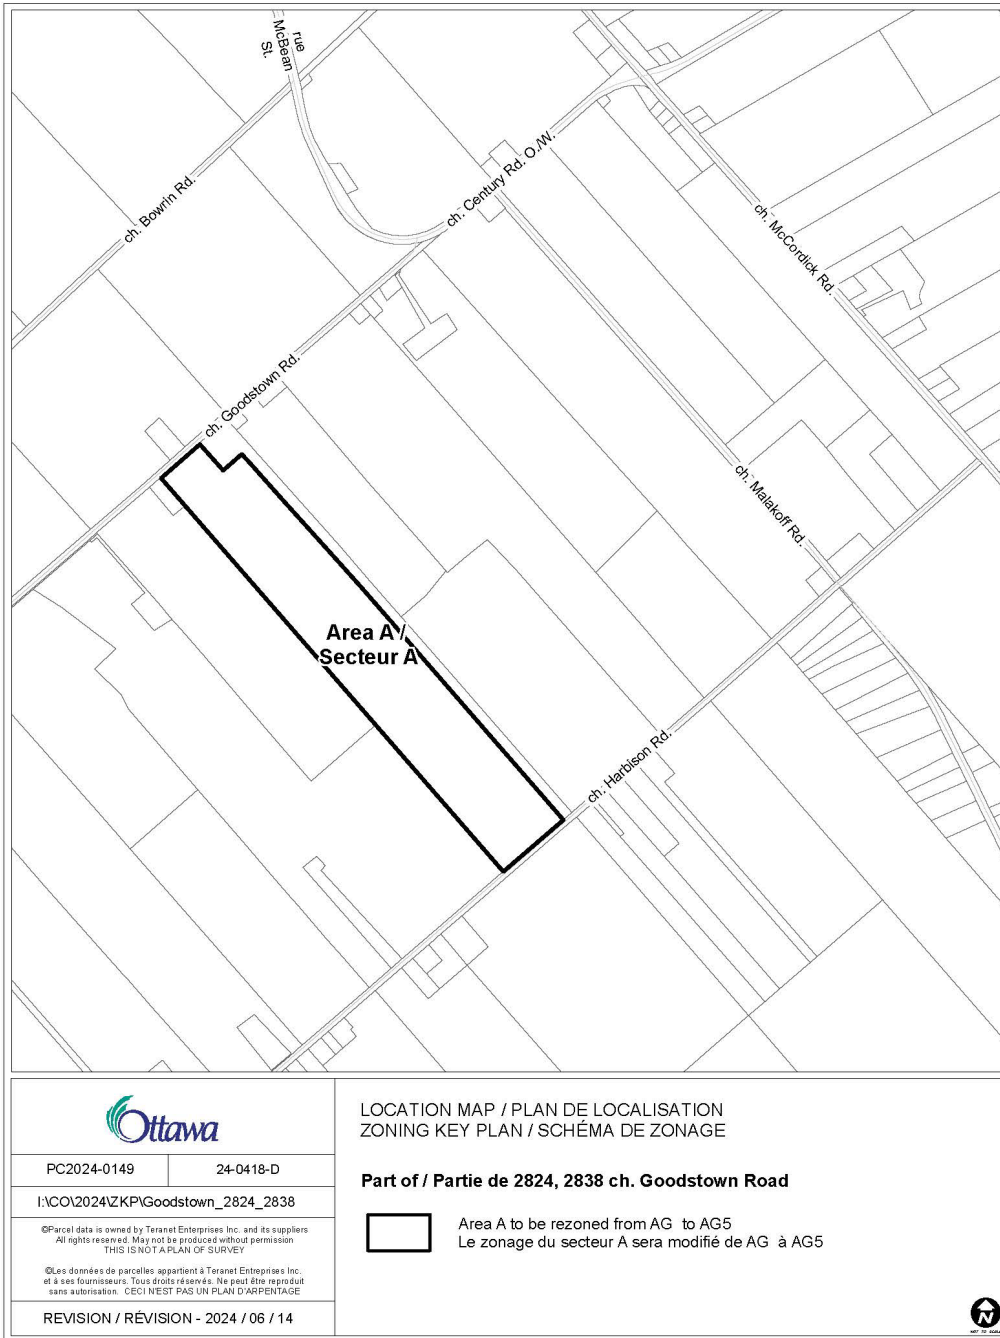 rue
McBean
St.
ch. Bowrin Rd.
ch. Century Rd. O./W.
ch. McCordick Rd.
ch. Goodstown Rd.
ch. Malakoff Rd.
Area A /
Secteur A
ch. Harbison Rd.
Ottawa
PC2024-0149
24-0418-D
I:\CO\2024\ZKP\Goodstown_2824_2838
©Parcel data is owned by Teranet Enterprises Inc. and its suppliers
All rights reserved. May not be produced without permission
THIS IS NOT A PLAN OF SURVEY
©Les données de parcelles appartient à Teranet Entreprises Inc.
et à ses fournisseurs. Tous droits réservés. Ne peut être reproduit
sans autorisation. CECI N'EST PAS UN PLAN D'ARPENTAGE
REVISION / RÉVISION - 2024 / 06 / 14
LOCATION MAP / PLAN DE LOCALISATION
ZONING KEY PLAN / SCHÉMA DE ZONAGE
Part of / Partie de 2824, 2838 ch. Goodstown Road
Area A to be rezoned from AG to AG5
Le zonage du secteur A sera modifié de AG à AG5
N
NOT TO SCALE